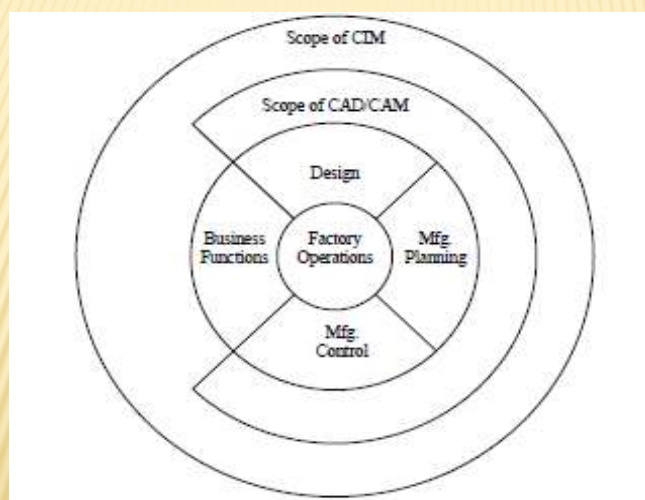 Scope of CIM
Scope of CAD/CAM
Design
Business
Functions
Factory
Operations
Mfg.
Planning
Mfg.
Control